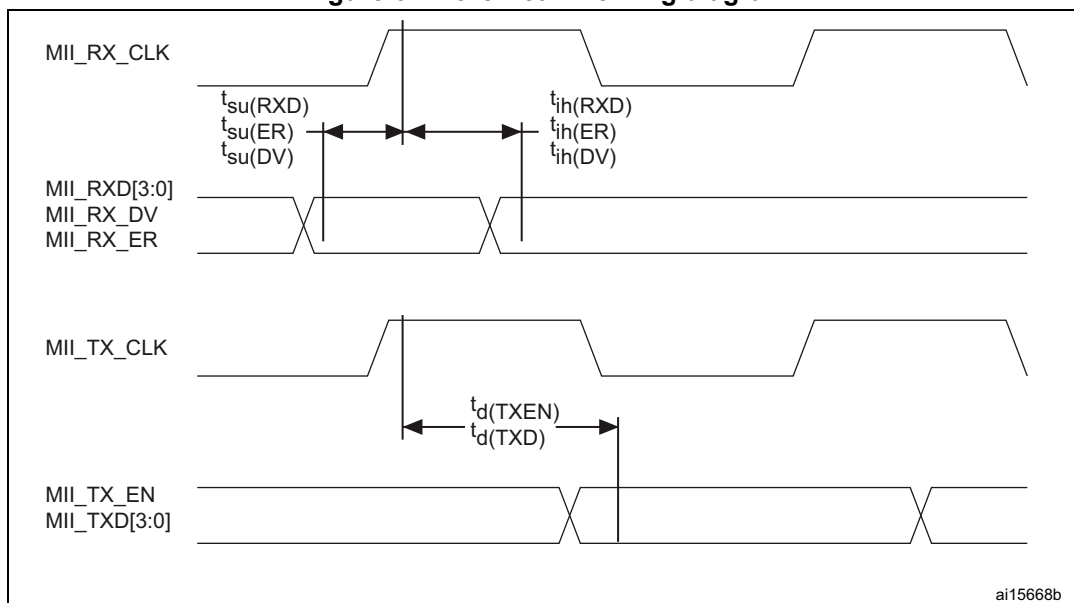 MII_RX_CLK
tsu(RXD)
tsu(ER)
tsu(DV)
tih(RXD)
tih(ER)
tih(DV)
MII_RXD[3:0]
MII_RX_DV
MII_RX_ER
MII_TX_CLK
td(TXEN)
td(TXD)
MII_TX_EN
MII_TXD[3:0]
ai15668b